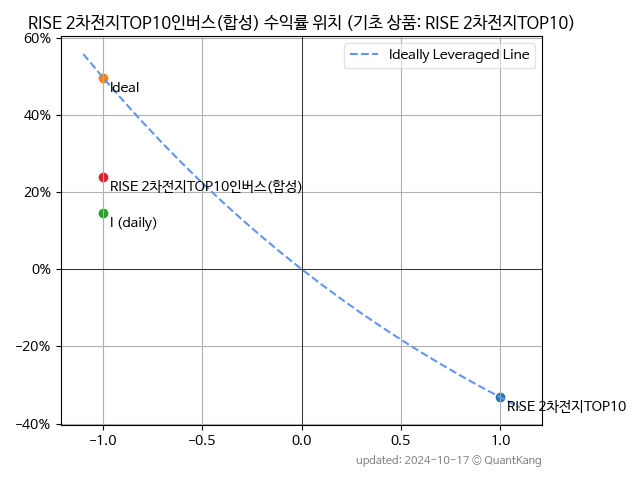 RISE 2차전지TOP10인버스(합성) 수익률 위치 (기초 상품: RISE 2차전지TOP10)
60%
Ideally Leveraged Line
Ideal
40%
RISE 2차전지TOP10인버스(합성)
20%
I (daily)
0%
−20%
RISE 2차전지TOP10
−40%
−1.0 −0.5 0.0 0.5 1.0
updated: 2024-10-17 © QuantKang